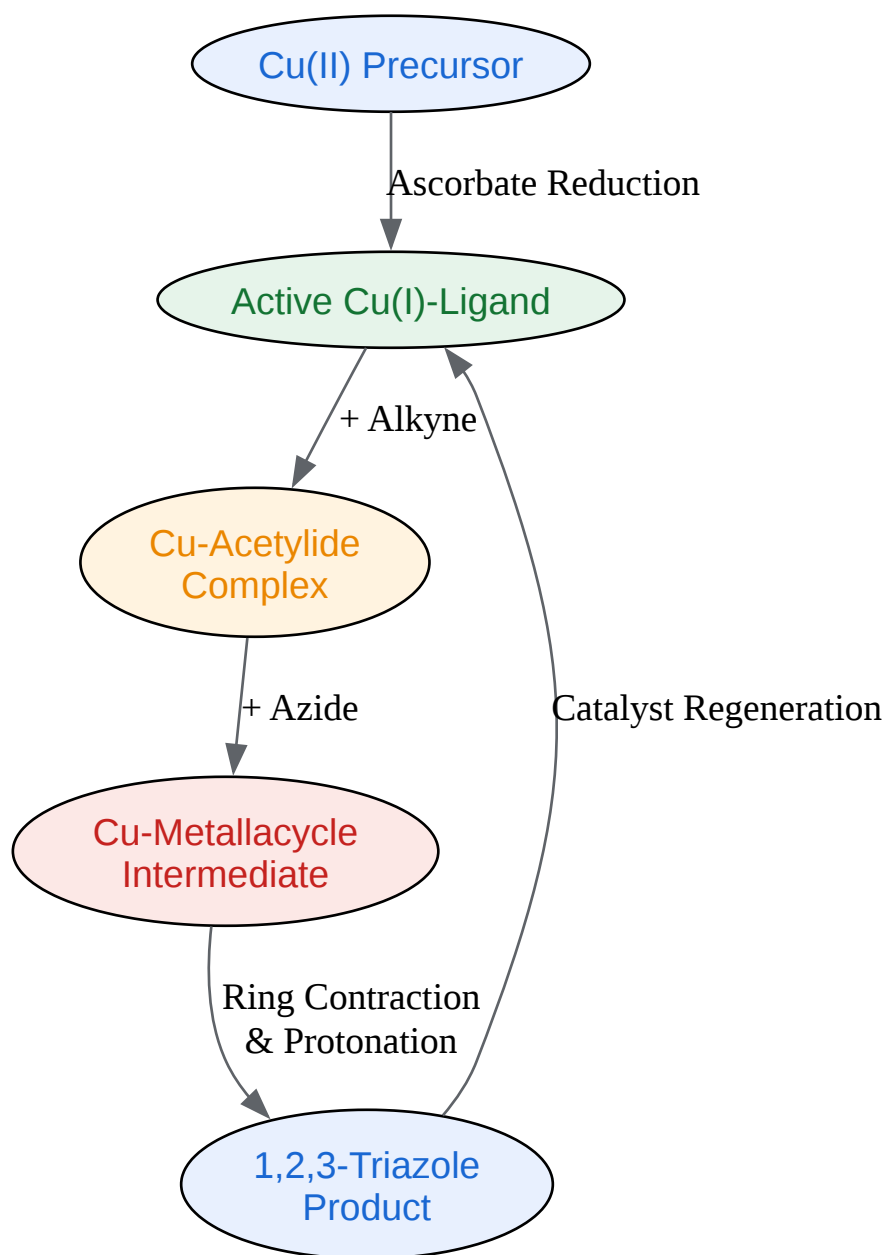 Cu(II) Precursor
Ascorbate Reduction
Active Cu(I)-Ligand
+ Alkyne
Cu-Acetylide
Complex
+ Azide
Catalyst Regeneration
Cu-Metallacycle
Intermediate
Ring Contraction
& Protonation
1,2,3-Triazole
Product